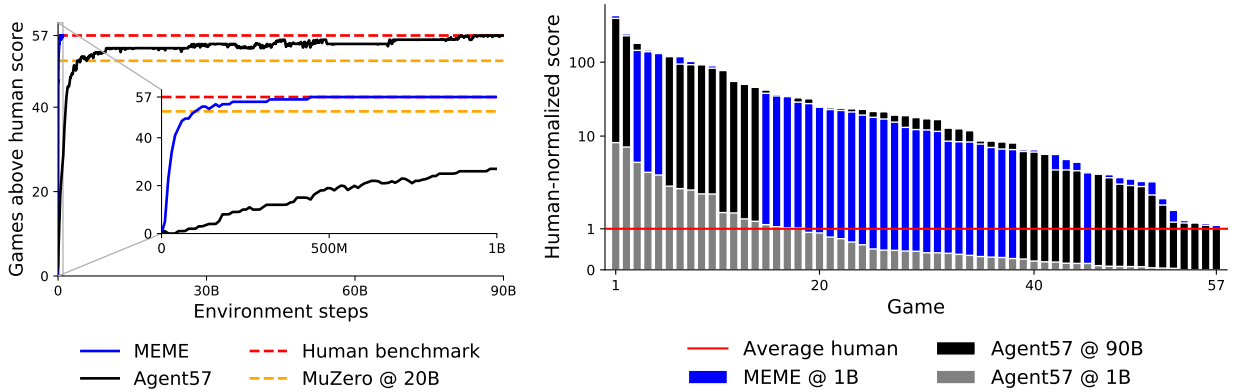 Games above human score
57
40
20
0
57
40
20
0
0
500M
1B
0
30B
60B
90B
Environment steps
MEME
Human benchmark
Agent57
MuZero @ 20B
Human-normalized score
100
10
1
0
1
20
40
57
Game
Average human
Agent57 @ 90B
MEME @ 1B
Agent57 @ 1B